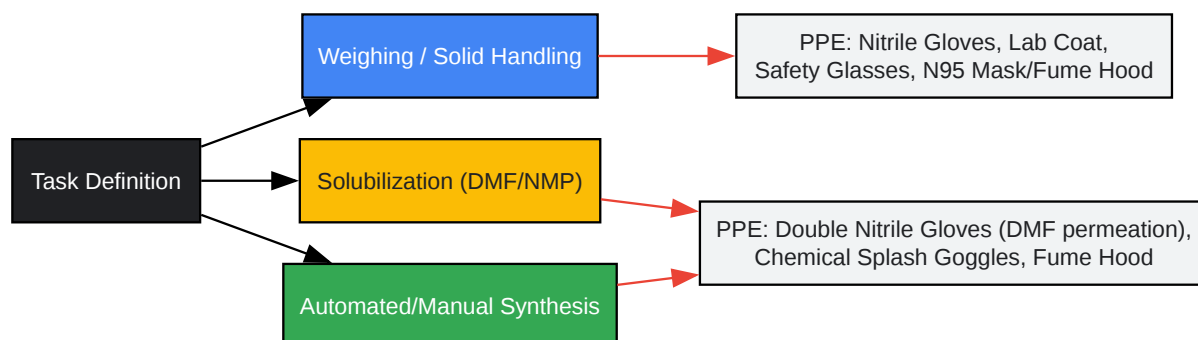 Weighing / Solid Handling
PPE: Nitrile Gloves, Lab Coat,
Safety Glasses, N95 Mask/Fume Hood
Task Definition
Solubilization (DMF/NMP)
PPE: Double Nitrile Gloves (DMF permeation),
Chemical Splash Goggles, Fume Hood
Automated/Manual Synthesis